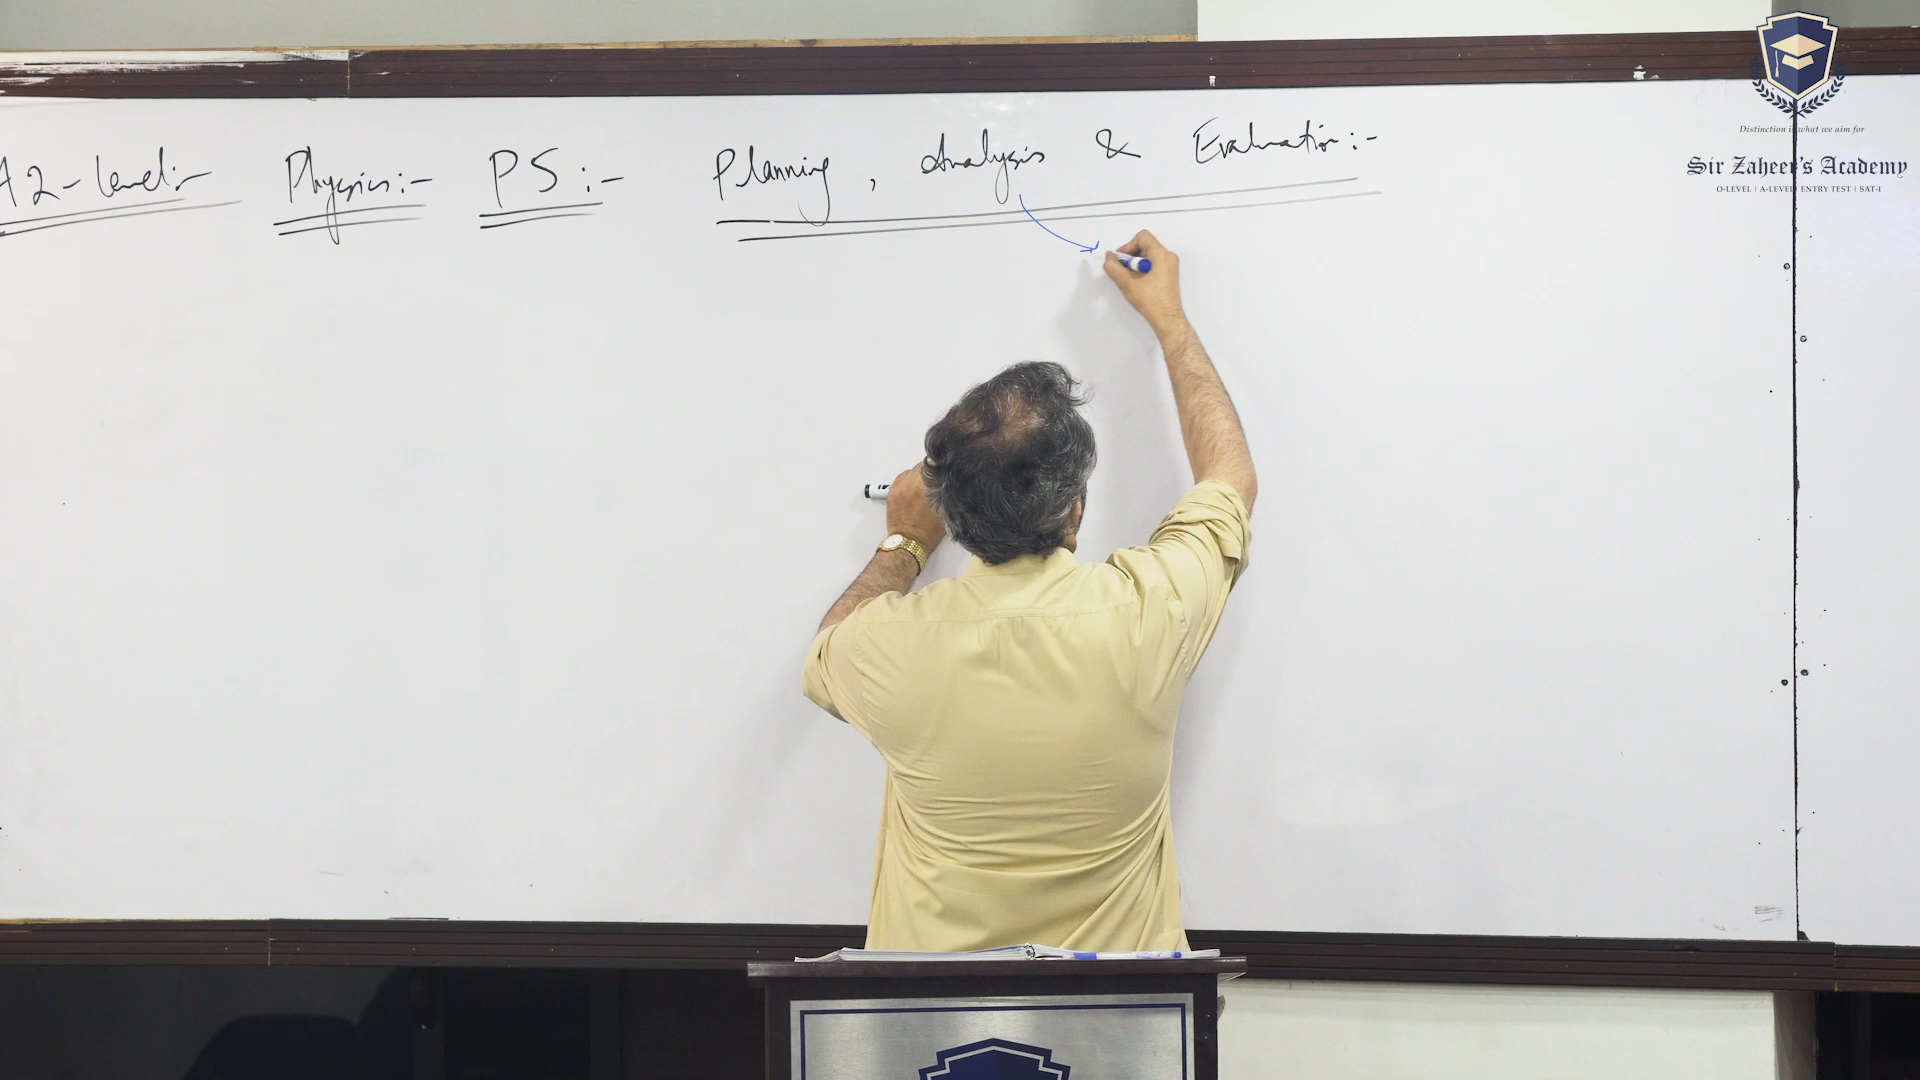 A2-level:- Physics:- P5:- Planning, Analysis & Evaluation:-
Distinction is what we aim for
Sir Zaheer's Academy
O-LEVEL | A-LEVEL | ENTRY TEST | SAT-I